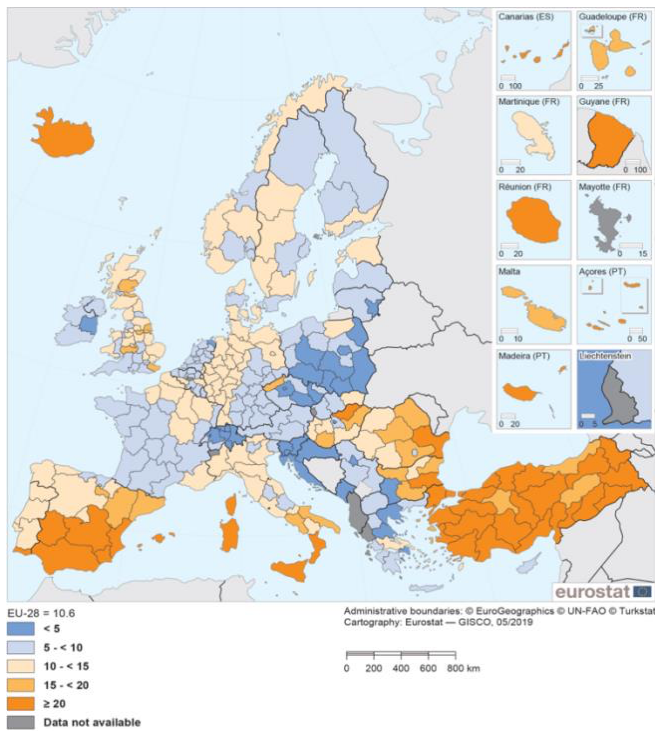 Canarias (ES)
0 100
Guadeloupe (FR)
0 25
Martinique (FR)
0 20
Guyane (FR)
0 100
Réunion (FR)
0 20
Mayotte (FR)
0 15
Malta
0 10
Açores (PT)
0 50
Madeira (PT)
0 20
Liechtenstein
0 5
eurostat
EU-28 = 10.6
< 5
5 - < 10
10 - < 15
15 - < 20
≥ 20
Data not available
Administrative boundaries: © EuroGeographics © UN-FAO © Turkstat
Cartography: Eurostat — GISCO, 05/2019
0 200 400 600 800 km